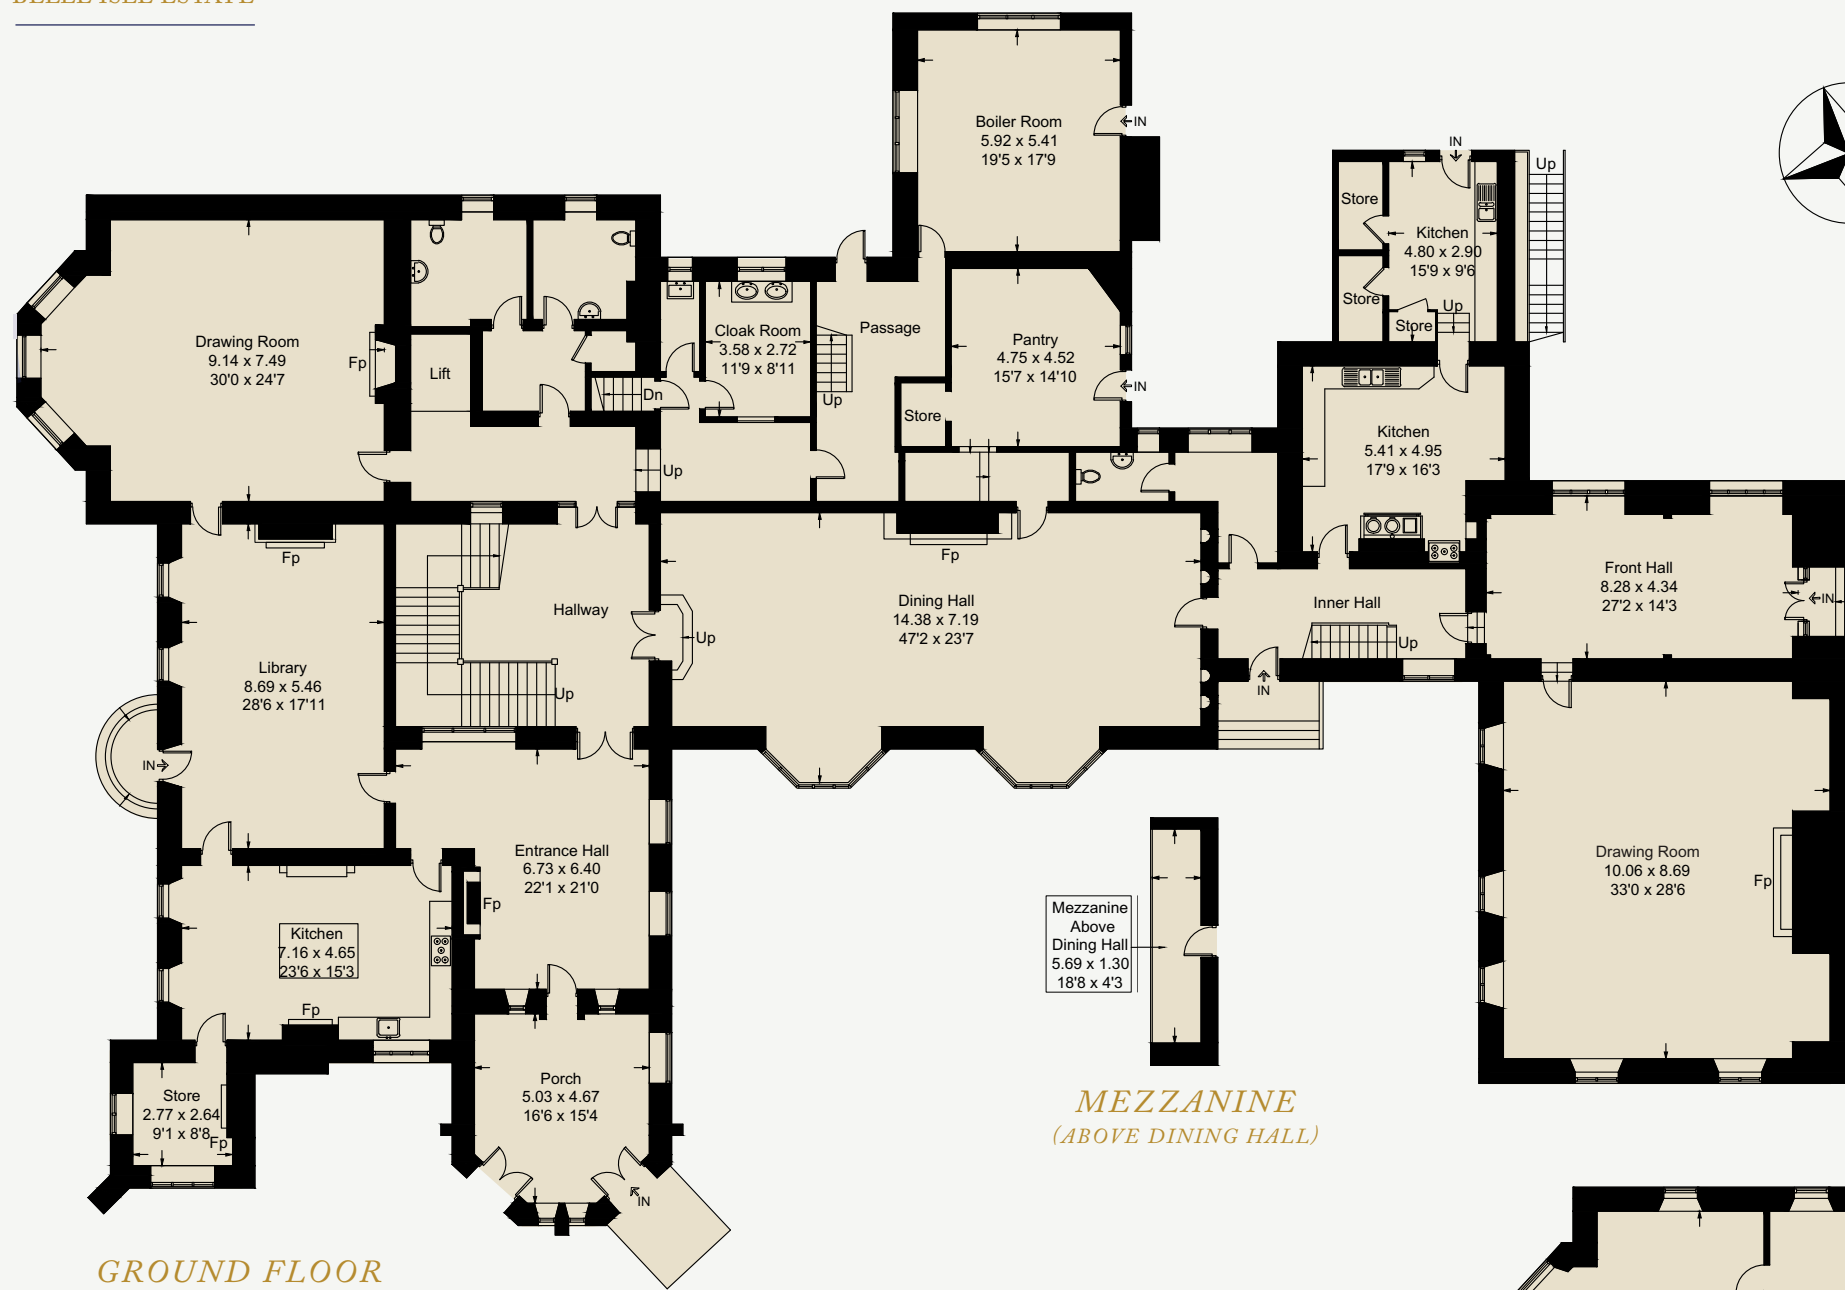 BELLE ISLE ESTATE
Boiler Room
5.92 x 5.41
19'5 x 17'9
IN
IN
Up
Store
Kitchen
4.80 x 2.90
15'9 x 9'6
Store
Up
Store
Drawing Room
9.14 x 7.49
30'0 x 24'7
Fp
Lift
Dn
Cloak Room
3.58 x 2.72
11'9 x 8'11
Passage
Up
Pantry
4.75 x 4.52
15'7 x 14'10
IN
Store
Up
Kitchen
5.41 x 4.95
17'9 x 16'3
Fp
Hallway
Up
Up
Fp
Dining Hall
14.38 x 7.19
47'2 x 23'7
Inner Hall
Up
IN
Front Hall
8.28 x 4.34
27'2 x 14'3
IN
Library
8.69 x 5.46
28'6 x 17'11
IN
Entrance Hall
6.73 x 6.40
22'1 x 21'0
Fp
Kitchen
7.16 x 4.65
23'6 x 15'3
Fp
Drawing Room
10.06 x 8.69
33'0 x 28'6
Fp
Mezzanine
Above
Dining Hall
5.69 x 1.30
18'8 x 4'3
Store
2.77 x 2.64
9'1 x 8'8
Fp
Porch
5.03 x 4.67
16'6 x 15'4
IN
MEZZANINE
(ABOVE DINING HALL)
GROUND FLOOR